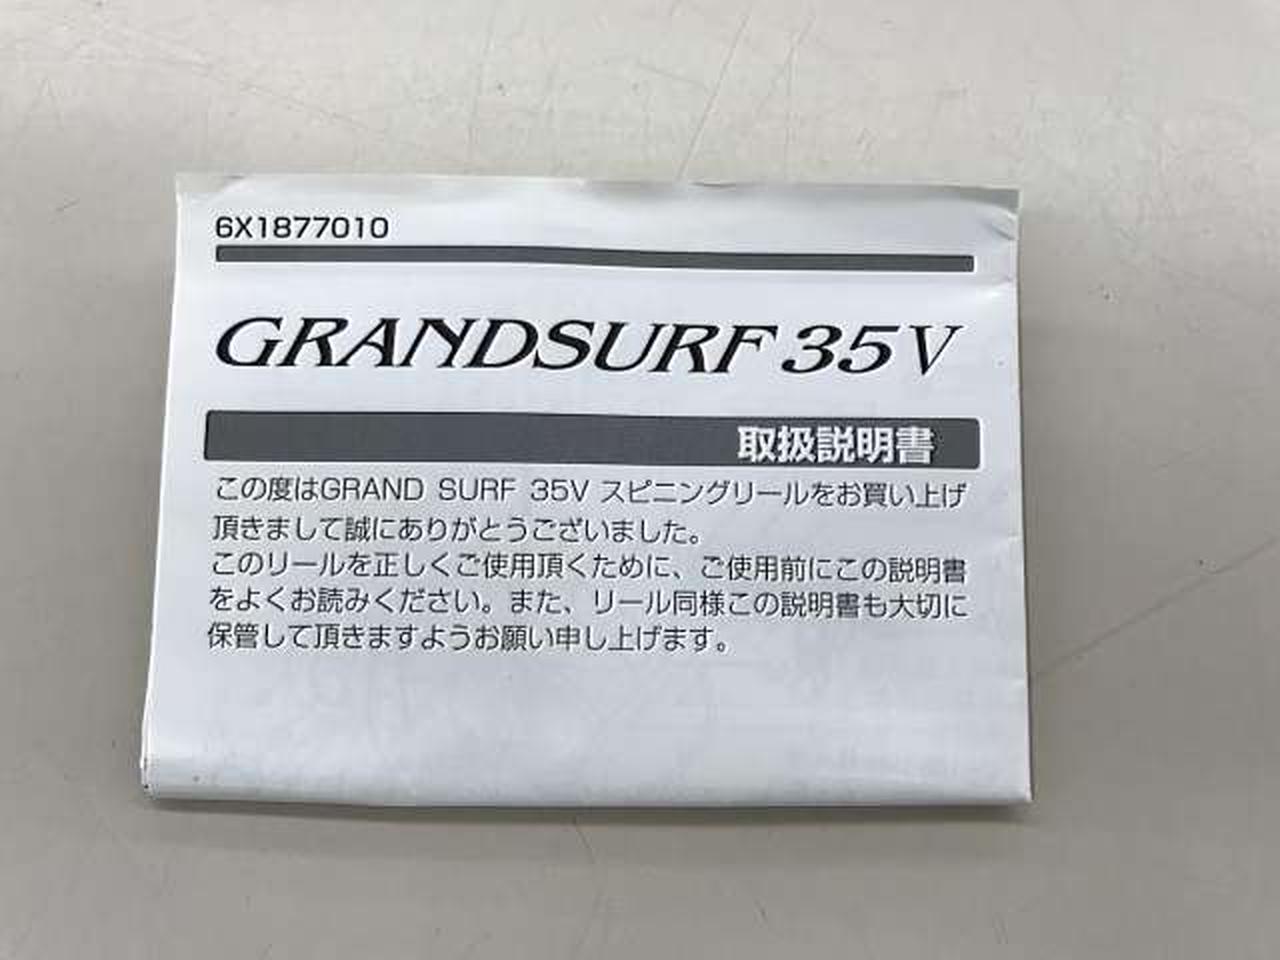 6X1877010
GRANDSURF 35V
取扱説明書
この度はGRAND SURF 35V スピニングリールをお買い上げ
頂きまして誠にありがとうございました。
このリールを正しくご使用頂くために、ご使用前にこの説明書
をよくお読みください。また、リール同様この説明書も大切に
保管して頂きますようお願い申し上げます。